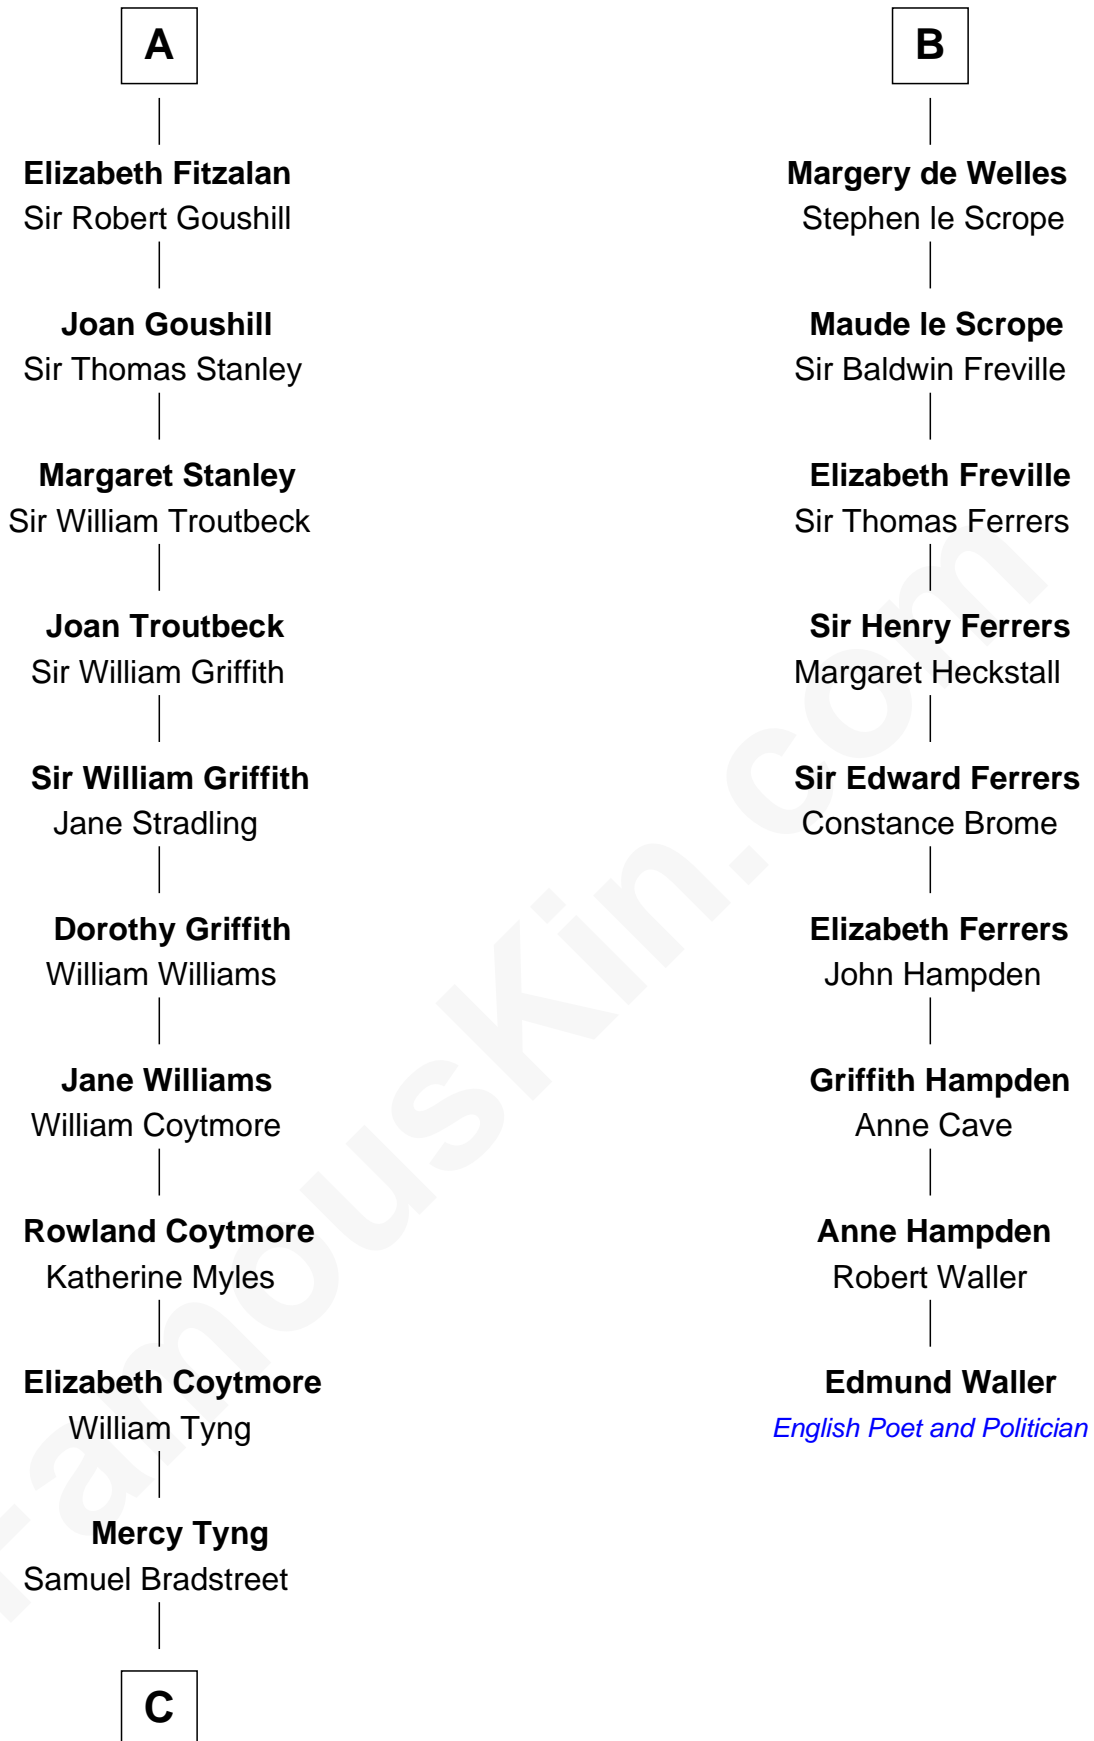 A
Elizabeth Fitzalan
Sir Robert Goushill
Joan Goushill
Sir Thomas Stanley
Margaret Stanley
Sir William Troutbeck
Joan Troutbeck
Sir William Griffith
Sir William Griffith
Jane Stradling
Dorothy Griffith
William Williams
Jane Williams
William Coytmore
Rowland Coytmore
Katherine Myles
Elizabeth Coytmore
William Tyng
Mercy Tyng
Samuel Bradstreet
C
B
Margery de Welles
Stephen le Scrope
Maude le Scrope
Sir Baldwin Freville
Elizabeth Freville
Sir Thomas Ferrers
Sir Henry Ferrers
Margaret Heckstall
Sir Edward Ferrers
Constance Brome
Elizabeth Ferrers
John Hampden
Griffith Hampden
Anne Cave
Anne Hampden
Robert Waller
Edmund Waller
English Poet and Politician
FamousKin.com